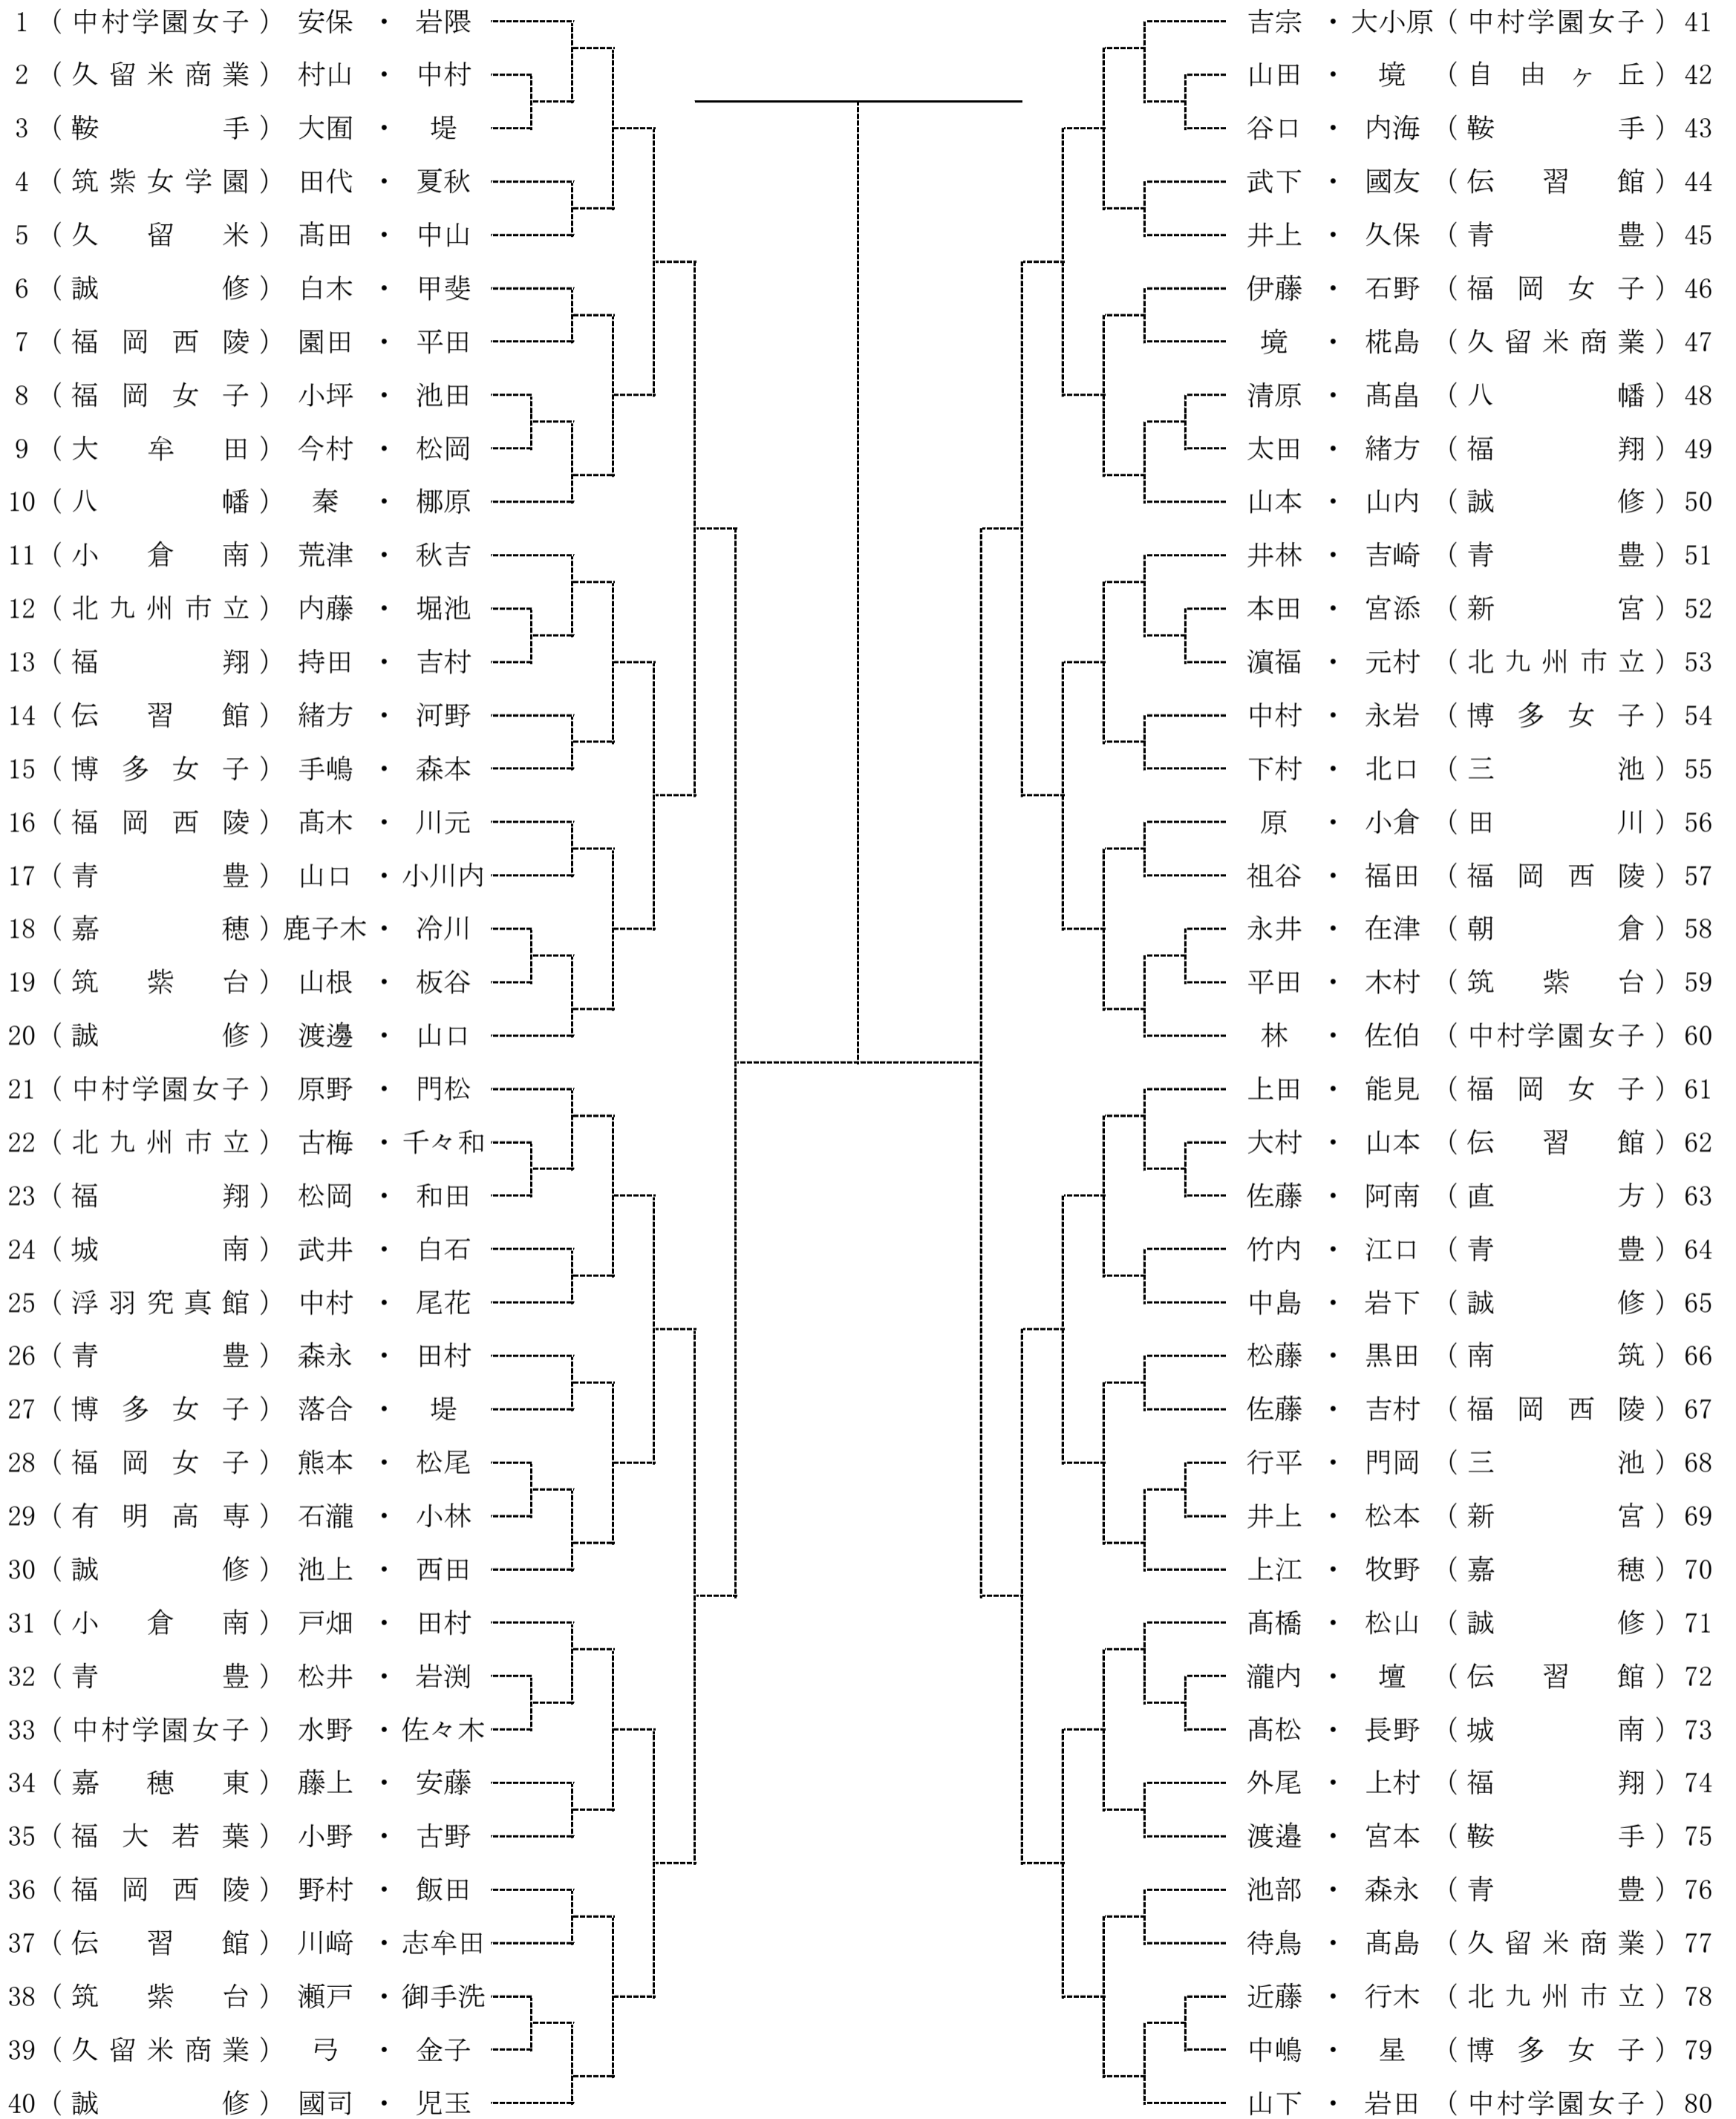 1 (中村学園女子) 安保 ・ 岩隈
2 (久留米商業) 村山 ・ 中村
3 (鞍手) 大囿 ・ 堤
4 (筑紫女学園) 田代 ・ 夏秋
5 (久留米) 髙田 ・ 中山
6 (誠修) 白木 ・ 甲斐
7 (福岡西陵) 園田 ・ 平田
8 (福岡女子) 小坪 ・ 池田
9 (大牟田) 今村 ・ 松岡
10 (八幡) 秦 ・ 梛原
11 (小倉南) 荒津 ・ 秋吉
12 (北九州市立) 内藤 ・ 堀池
13 (福翔) 持田 ・ 吉村
14 (伝習館) 緒方 ・ 河野
15 (博多女子) 手嶋 ・ 森本
16 (福岡西陵) 髙木 ・ 川元
17 (青豊) 山口 ・ 小川内
18 (嘉穂) 鹿子木 ・ 冷川
19 (筑紫台) 山根 ・ 板谷
20 (誠修) 渡邊 ・ 山口
21 (中村学園女子) 原野 ・ 門松
22 (北九州市立) 古梅 ・ 千々和
23 (福翔) 松岡 ・ 和田
24 (城南) 武井 ・ 白石
25 (浮羽究真館) 中村 ・ 尾花
26 (青豊) 森永 ・ 田村
27 (博多女子) 落合 ・ 堤
28 (福岡女子) 熊本 ・ 松尾
29 (有明高専) 石瀧 ・ 小林
30 (誠修) 池上 ・ 西田
31 (小倉南) 戸畑 ・ 田村
32 (青豊) 松井 ・ 岩渕
33 (中村学園女子) 水野 ・ 佐々木
34 (嘉穂東) 藤上 ・ 安藤
35 (福大若葉) 小野 ・ 古野
36 (福岡西陵) 野村 ・ 飯田
37 (伝習館) 川﨑 ・ 志牟田
38 (筑紫台) 瀬戸 ・ 御手洗
39 (久留米商業) 弓 ・ 金子
40 (誠修) 國司 ・ 児玉
吉宗 ・ 大小原 (中村学園女子) 41
山田 ・ 境 (自由ヶ丘) 42
谷口 ・ 内海 (鞍手) 43
武下 ・ 國友 (伝習館) 44
井上 ・ 久保 (青豊) 45
伊藤 ・ 石野 (福岡女子) 46
境 ・ 椛島 (久留米商業) 47
清原 ・ 髙畠 (八幡) 48
太田 ・ 緒方 (福翔) 49
山本 ・ 山内 (誠修) 50
井林 ・ 吉崎 (青豊) 51
本田 ・ 宮添 (新宮) 52
濵福 ・ 元村 (北九州市立) 53
中村 ・ 永岩 (博多女子) 54
下村 ・ 北口 (三池) 55
原 ・ 小倉 (田川) 56
祖谷 ・ 福田 (福岡西陵) 57
永井 ・ 在津 (朝倉) 58
平田 ・ 木村 (筑紫台) 59
林 ・ 佐伯 (中村学園女子) 60
上田 ・ 能見 (福岡女子) 61
大村 ・ 山本 (伝習館) 62
佐藤 ・ 阿南 (直方) 63
竹内 ・ 江口 (青豊) 64
中島 ・ 岩下 (誠修) 65
松藤 ・ 黒田 (南筑) 66
佐藤 ・ 吉村 (福岡西陵) 67
行平 ・ 門岡 (三池) 68
井上 ・ 松本 (新宮) 69
上江 ・ 牧野 (嘉穂) 70
髙橋 ・ 松山 (誠修) 71
瀧内 ・ 壇 (伝習館) 72
髙松 ・ 長野 (城南) 73
外尾 ・ 上村 (福翔) 74
渡邉 ・ 宮本 (鞍手) 75
池部 ・ 森永 (青豊) 76
待鳥 ・ 髙島 (久留米商業) 77
近藤 ・ 行木 (北九州市立) 78
中嶋 ・ 星 (博多女子) 79
山下 ・ 岩田 (中村学園女子) 80